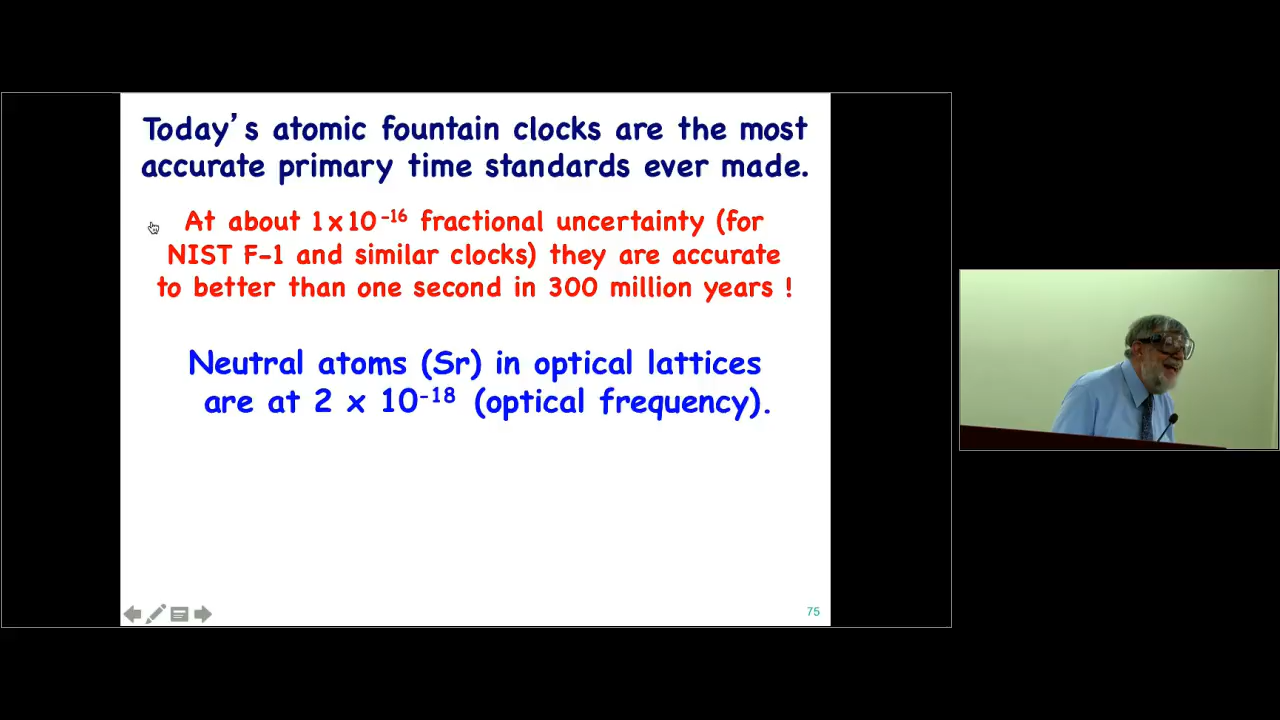 Today's atomic fountain clocks are the most
accurate primary time standards ever made.
At about 1x10⁻¹⁶ fractional uncertainty (for
NIST F-1 and similar clocks) they are accurate
to better than one second in 300 million years !
Neutral atoms (Sr) in optical lattices
are at 2 x 10⁻¹⁸ (optical frequency).
75